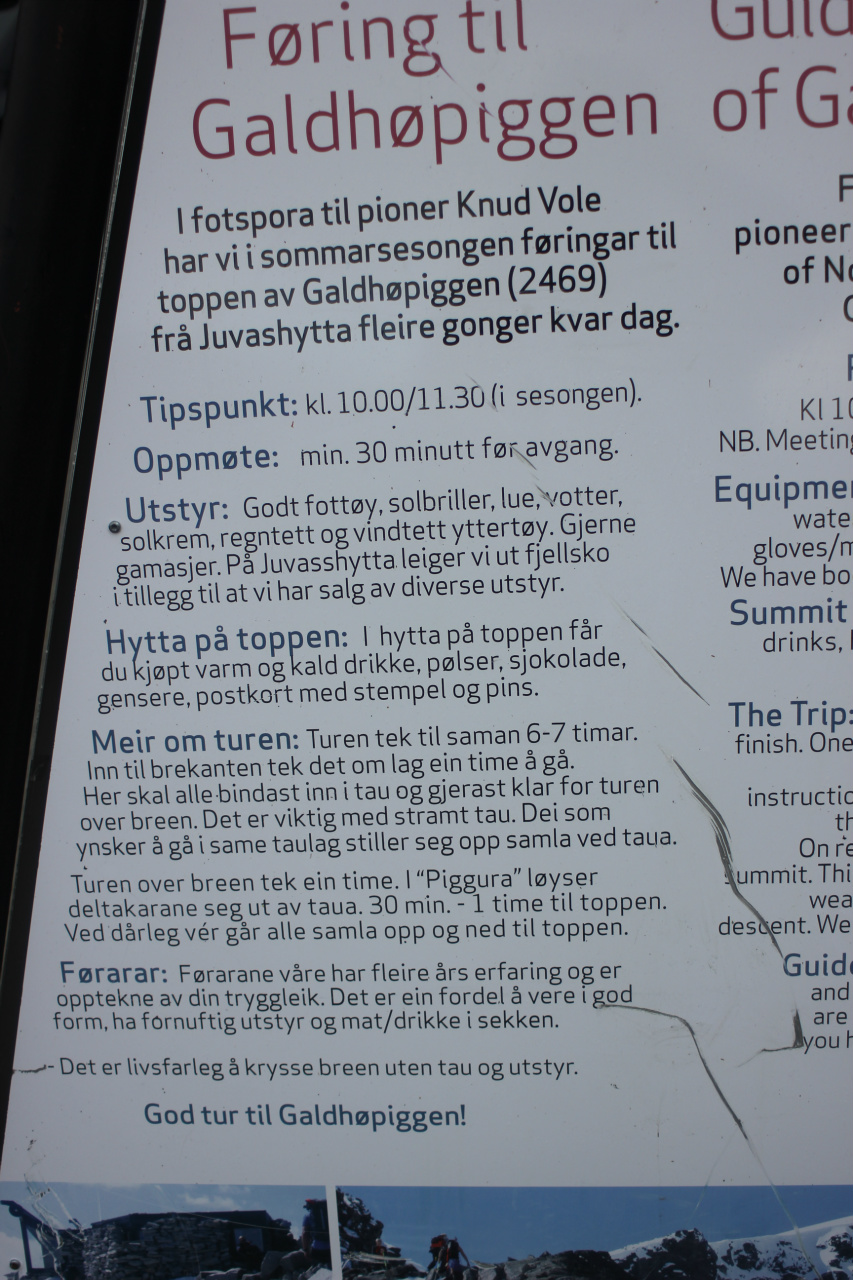 Føring til
Galdhøpiggen
I fotspora til pioner Knud Vole
har vi i sommarsesongen føringar til
toppen av Galdhøpiggen (2469)
frå Juvashytta fleire gonger kvar dag.
Tipspunkt: kl. 10.00/11.30 (i sesongen).
Oppmøte: min. 30 minutt før avgang.
Utstyr: Godt fottøy, solbriller, lue, votter,
solkrem, regntett og vindtett yttertøy. Gjerne
gamasjer. På Juvasshytta leiger vi ut fjellsko
i tillegg til at vi har salg av diverse utstyr.
Hytta på toppen: I hytta på toppen får
du kjøpt varm og kald drikke, pølser, sjokolade,
gensere, postkort med stempel og pins.
Meir om turen: Turen tek til saman 6-7 timar.
Inn til brekanten tek det om lag ein time å gå.
Her skal alle bindast inn i tau og gjerast klar for turen
over breen. Det er viktig med stramt tau. Dei som
ynsker å gå i same taulag stiller seg opp samla ved taua.
Turen over breen tek ein time. I "Piggura" løyser
deltakarane seg ut av taua. 30 min. - 1 time til toppen.
Ved dårleg vér går alle samla opp og ned til toppen.
Førarar: Førarane våre har fleire års erfaring og er
opptekne av din tryggleik. Det er ein fordel å vere i god
form, ha fornuftig utstyr og mat/drikke i sekken.
- Det er livsfarleg å krysse breen uten tau og utstyr.
God tur til Galdhøpiggen!
of Ga
pioneer
of No
Kl 10
NB. Meeting
Equipmen
wate
gloves/m
We have bo
Summit
drinks,
The Trip:
finish. One
instructio
th
On re
summit. Thi
wea
descent. We
Guide
and
are
you h